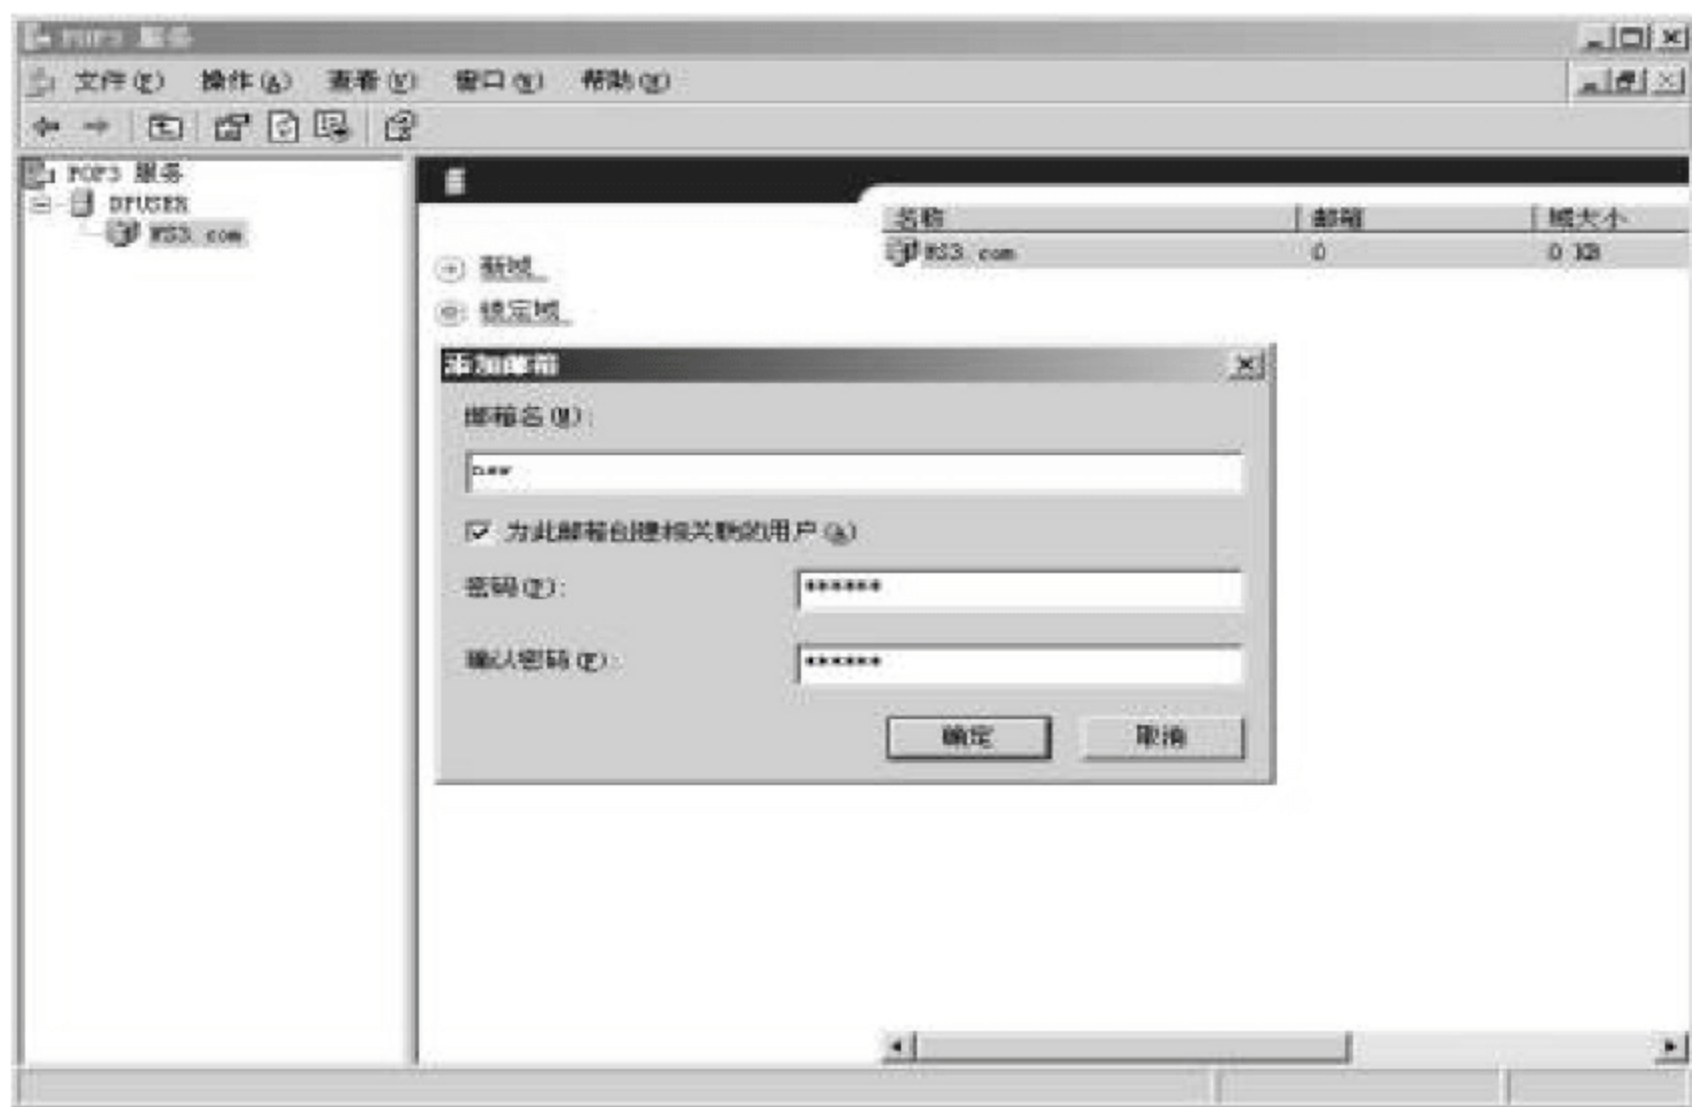 POP3 服务
文件(F) 操作(A) 查看(V) 窗口(W) 帮助(H)
POP3 服务
DFUSER
WS3.com
名称 邮箱 域大小
WS3.com 0 0 KB
新域
锁定域
添加邮箱
邮箱名(M):
new
为此邮箱创建相关联的用户(A)
密码(P):
******
确认密码(F):
******
确定 取消